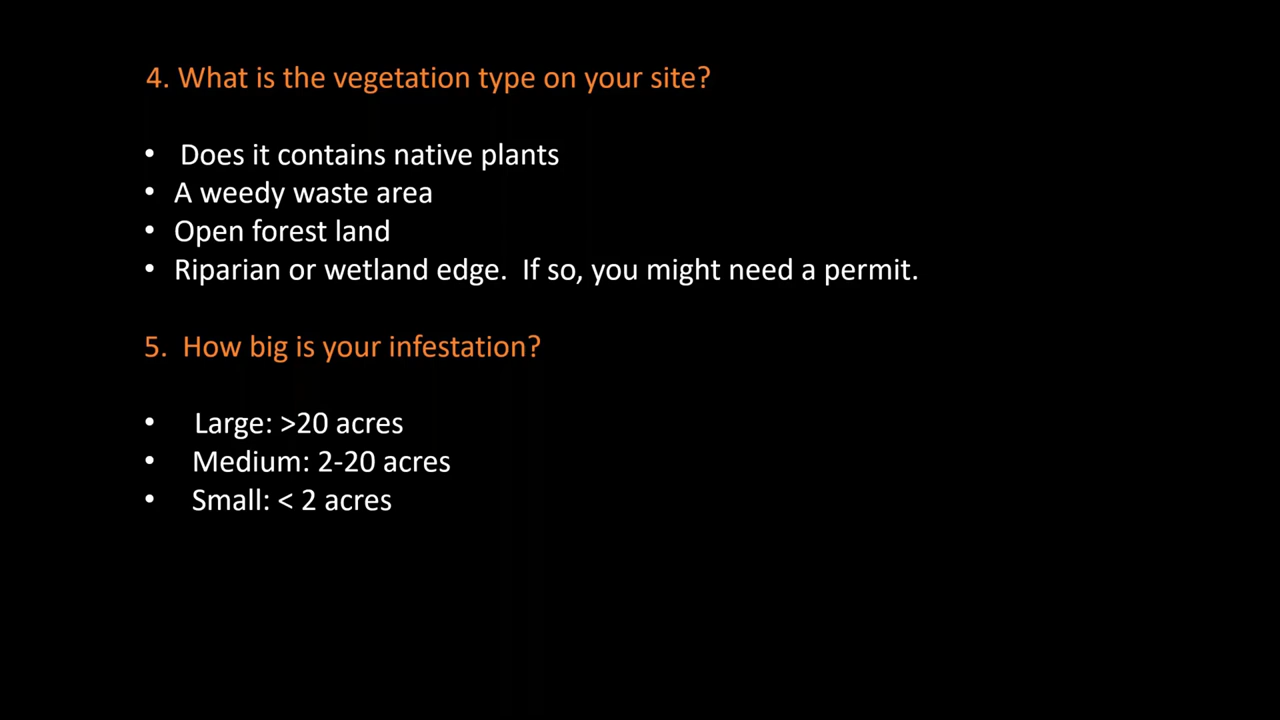 4. What is the vegetation type on your site?
• Does it contains native plants
• A weedy waste area
• Open forest land
• Riparian or wetland edge.  If so, you might need a permit.
5.  How big is your infestation?
• Large: >20 acres
• Medium: 2-20 acres
• Small: < 2 acres